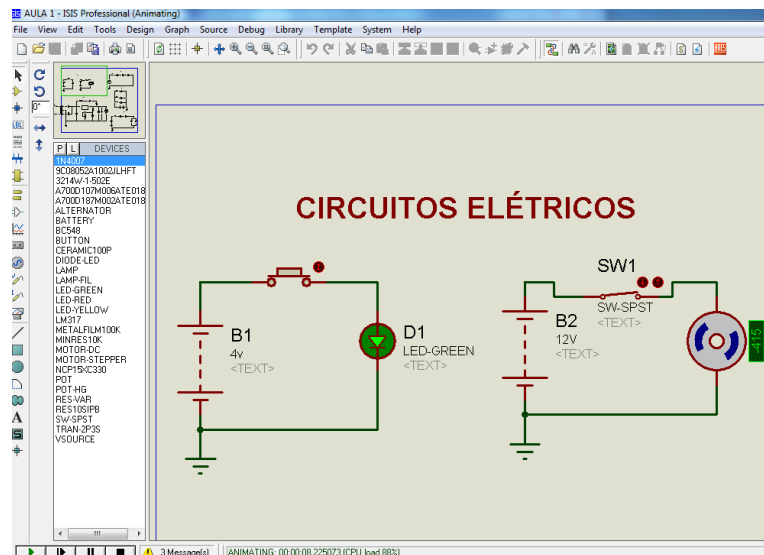 AULA 1 - ISIS Professional (Animating)
File View Edit Tools Design Graph Source Debug Library Template System Help
0°
LBL
P L DEVICES
1N4007
9C08052A1002JLHFT
3214W-1-502E
A700D107M006ATE018
A700D187M002ATE018
ALTERNATOR
BATTERY
BC548
BUTTON
CERAMIC100P
DIODE-LED
LAMP
LAMP-FIL
LED-GREEN
LED-RED
LED-YELLOW
LM317
METALFILM100K
MINRES10K
MOTOR-DC
MOTOR-STEPPER
NCP15XC330
POT
POT-HG
RES-VAR
RES10SIPB
SW-SPST
TRAN-2P3S
VSOURCE
A
S
CIRCUITOS ELÉTRICOS
B1
4v
<TEXT>
D1
LED-GREEN
<TEXT>
SW1
SW-SPST
<TEXT>
B2
12V
<TEXT>
-415
3 Message(s)
ANIMATING: 00:00:08.225073 (CPU load 88%)